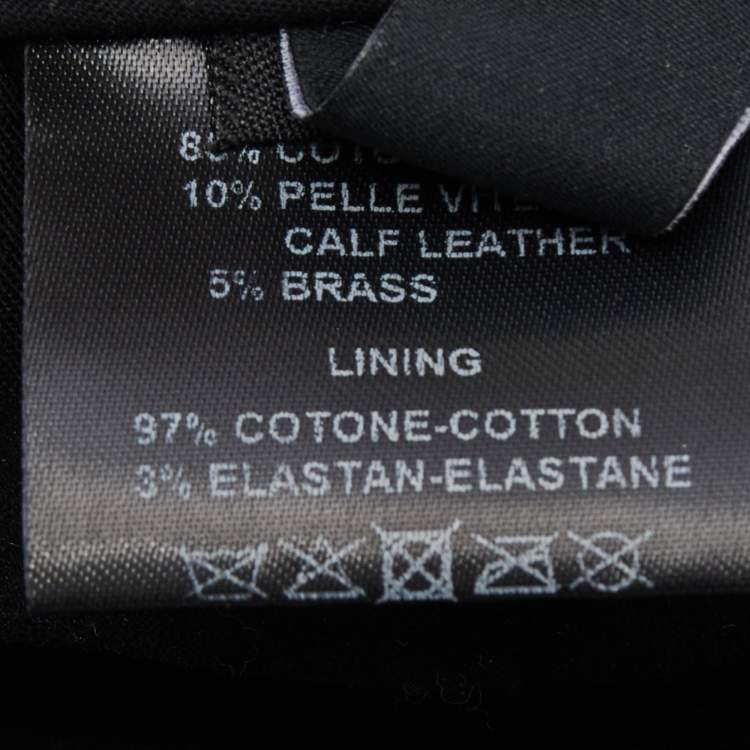 10% PELLE
CALF LEATHER
5% BRASS
LINING
97% COTONE-COTTON
3% ELASTAN-ELASTANE